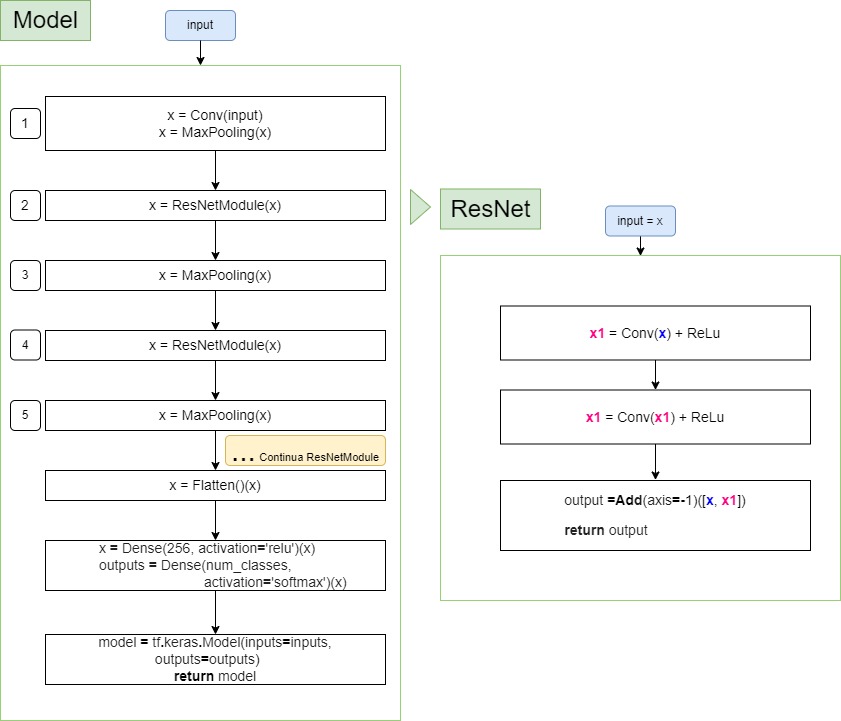 Model
input
1
x = Conv(input)
x = MaxPooling(x)
2
x = ResNetModule(x)
3
x = MaxPooling(x)
4
x = ResNetModule(x)
5
x = MaxPooling(x)
... Continua ResNetModule
x = Flatten()(x)
x = Dense(256, activation='relu')(x)
outputs = Dense(num_classes,
activation='softmax')(x)
model = tf.keras.Model(inputs=inputs,
outputs=outputs)
return model
ResNet
input = x
x1 = Conv(x) + ReLu
x1 = Conv(x1) + ReLu
output =Add(axis=-1)([x, x1])
return output